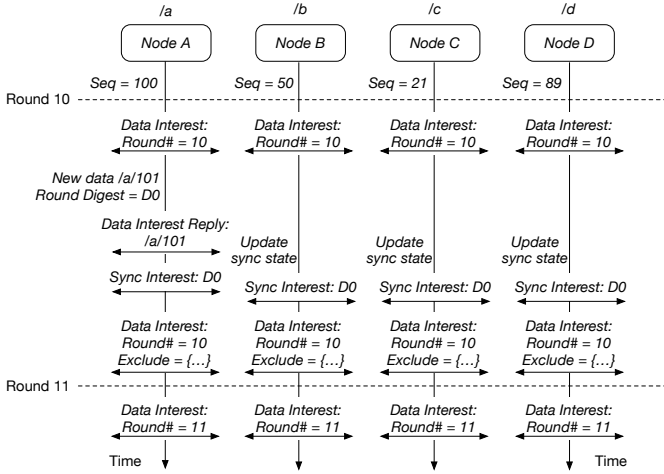 /a /b /c /d
Node A Node B Node C Node D
Seq = 100 Seq = 50 Seq = 21 Seq = 89
Round 10
Data Interest: Data Interest: Data Interest: Data Interest:
Round# = 10 Round# = 10 Round# = 10 Round# = 10
New data /a/101
Round Digest = D0
Data Interest Reply:
/a/101
Update Update Update
sync state sync state sync state
Sync Interest: D0 Sync Interest: D0 Sync Interest: D0 Sync Interest: D0
Data Interest: Data Interest: Data Interest: Data Interest:
Round# = 10 Round# = 10 Round# = 10 Round# = 10
Exclude = {...} Exclude = {...} Exclude = {...} Exclude = {...}
Round 11
Data Interest: Data Interest: Data Interest: Data Interest:
Round# = 11 Round# = 11 Round# = 11 Round# = 11
Time Time